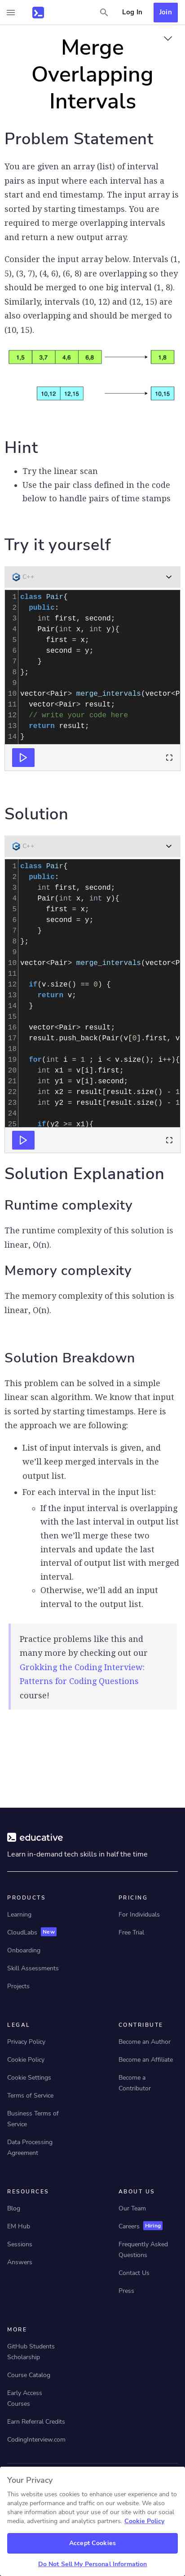 Log In
Join
Merge
Overlapping
Intervals
Problem Statement
You are given an array (list) of interval
pairs as input where each interval has a
start and end timestamp. The input array is
sorted by starting timestamps. You are
required to merge overlapping intervals
and return a new output array.
Consider the input array below. Intervals (1,
5), (3, 7), (4, 6), (6, 8) are overlapping so they
should be merged to one big interval (1, 8).
Similarly, intervals (10, 12) and (12, 15) are
also overlapping and should be merged to
(10, 15).
1,5 3,7 4,6 6,8 1,8
10,12 12,15 10,15
Hint
Try the linear scan
Use the pair class defined in the code
below to handle pairs of time stamps
Try it yourself
C++
1 class Pair{
2 public:
3 int first, second;
4 Pair(int x, int y){
5 first = x;
6 second = y;
7 }
8 };
9
10 vector<Pair> merge_intervals(vector<P
11 vector<Pair> result;
12 // write your code here
13 return result;
14 }
Solution
C++
1 class Pair{
2 public:
3 int first, second;
4 Pair(int x, int y){
5 first = x;
6 second = y;
7 }
8 };
9
10 vector<Pair> merge_intervals(vector<P
11
12 if(v.size() == 0) {
13 return v;
14 }
15
16 vector<Pair> result;
17 result.push_back(Pair(v[0].first, v
18
19 for(int i = 1 ; i < v.size(); i++){
20 int x1 = v[i].first;
21 int y1 = v[i].second;
22 int x2 = result[result.size() - 1
23 int y2 = result[result.size() - 1
24
25 if(y2 >= x1){
Solution Explanation
Runtime complexity
The runtime complexity of this solution is
linear, O(n).
Memory complexity
The memory complexity of this solution is
linear, O(n).
Solution Breakdown
This problem can be solved in a simple
linear scan algorithm. We know that input
is sorted by starting timestamps. Here is
the approach we are following:
List of input intervals is given, and
we’ll keep merged intervals in the
output list.
For each interval in the input list:
If the input interval is overlapping
with the last interval in output list
then we’ll merge these two
intervals and update the last
interval of output list with merged
interval.
Otherwise, we’ll add an input
interval to the output list.
Practice problems like this and
many more by checking out our
Grokking the Coding Interview:
Patterns for Coding Questions
course!
educative
Learn in-demand tech skills in half the time
PRODUCTS
Learning
CloudLabs New
Onboarding
Skill Assessments
Projects
PRICING
For Individuals
Free Trial
LEGAL
Privacy Policy
Cookie Policy
Cookie Settings
Terms of Service
Business Terms of
Service
Data Processing
Agreement
CONTRIBUTE
Become an Author
Become an Affiliate
Become a
Contributor
RESOURCES
Blog
EM Hub
Sessions
Answers
ABOUT US
Our Team
Careers Hiring
Frequently Asked
Questions
Contact Us
Press
MORE
GitHub Students
Scholarship
Course Catalog
Early Access
Courses
Earn Referral Credits
CodingInterview.com
Your Privacy
This website uses cookies to enhance user experience and to
analyze performance and traffic on our website. We also share
information about your use of our site with our social media,
advertising, and analytics partners. Cookie Policy
Accept Cookies
Do Not Sell My Personal Information